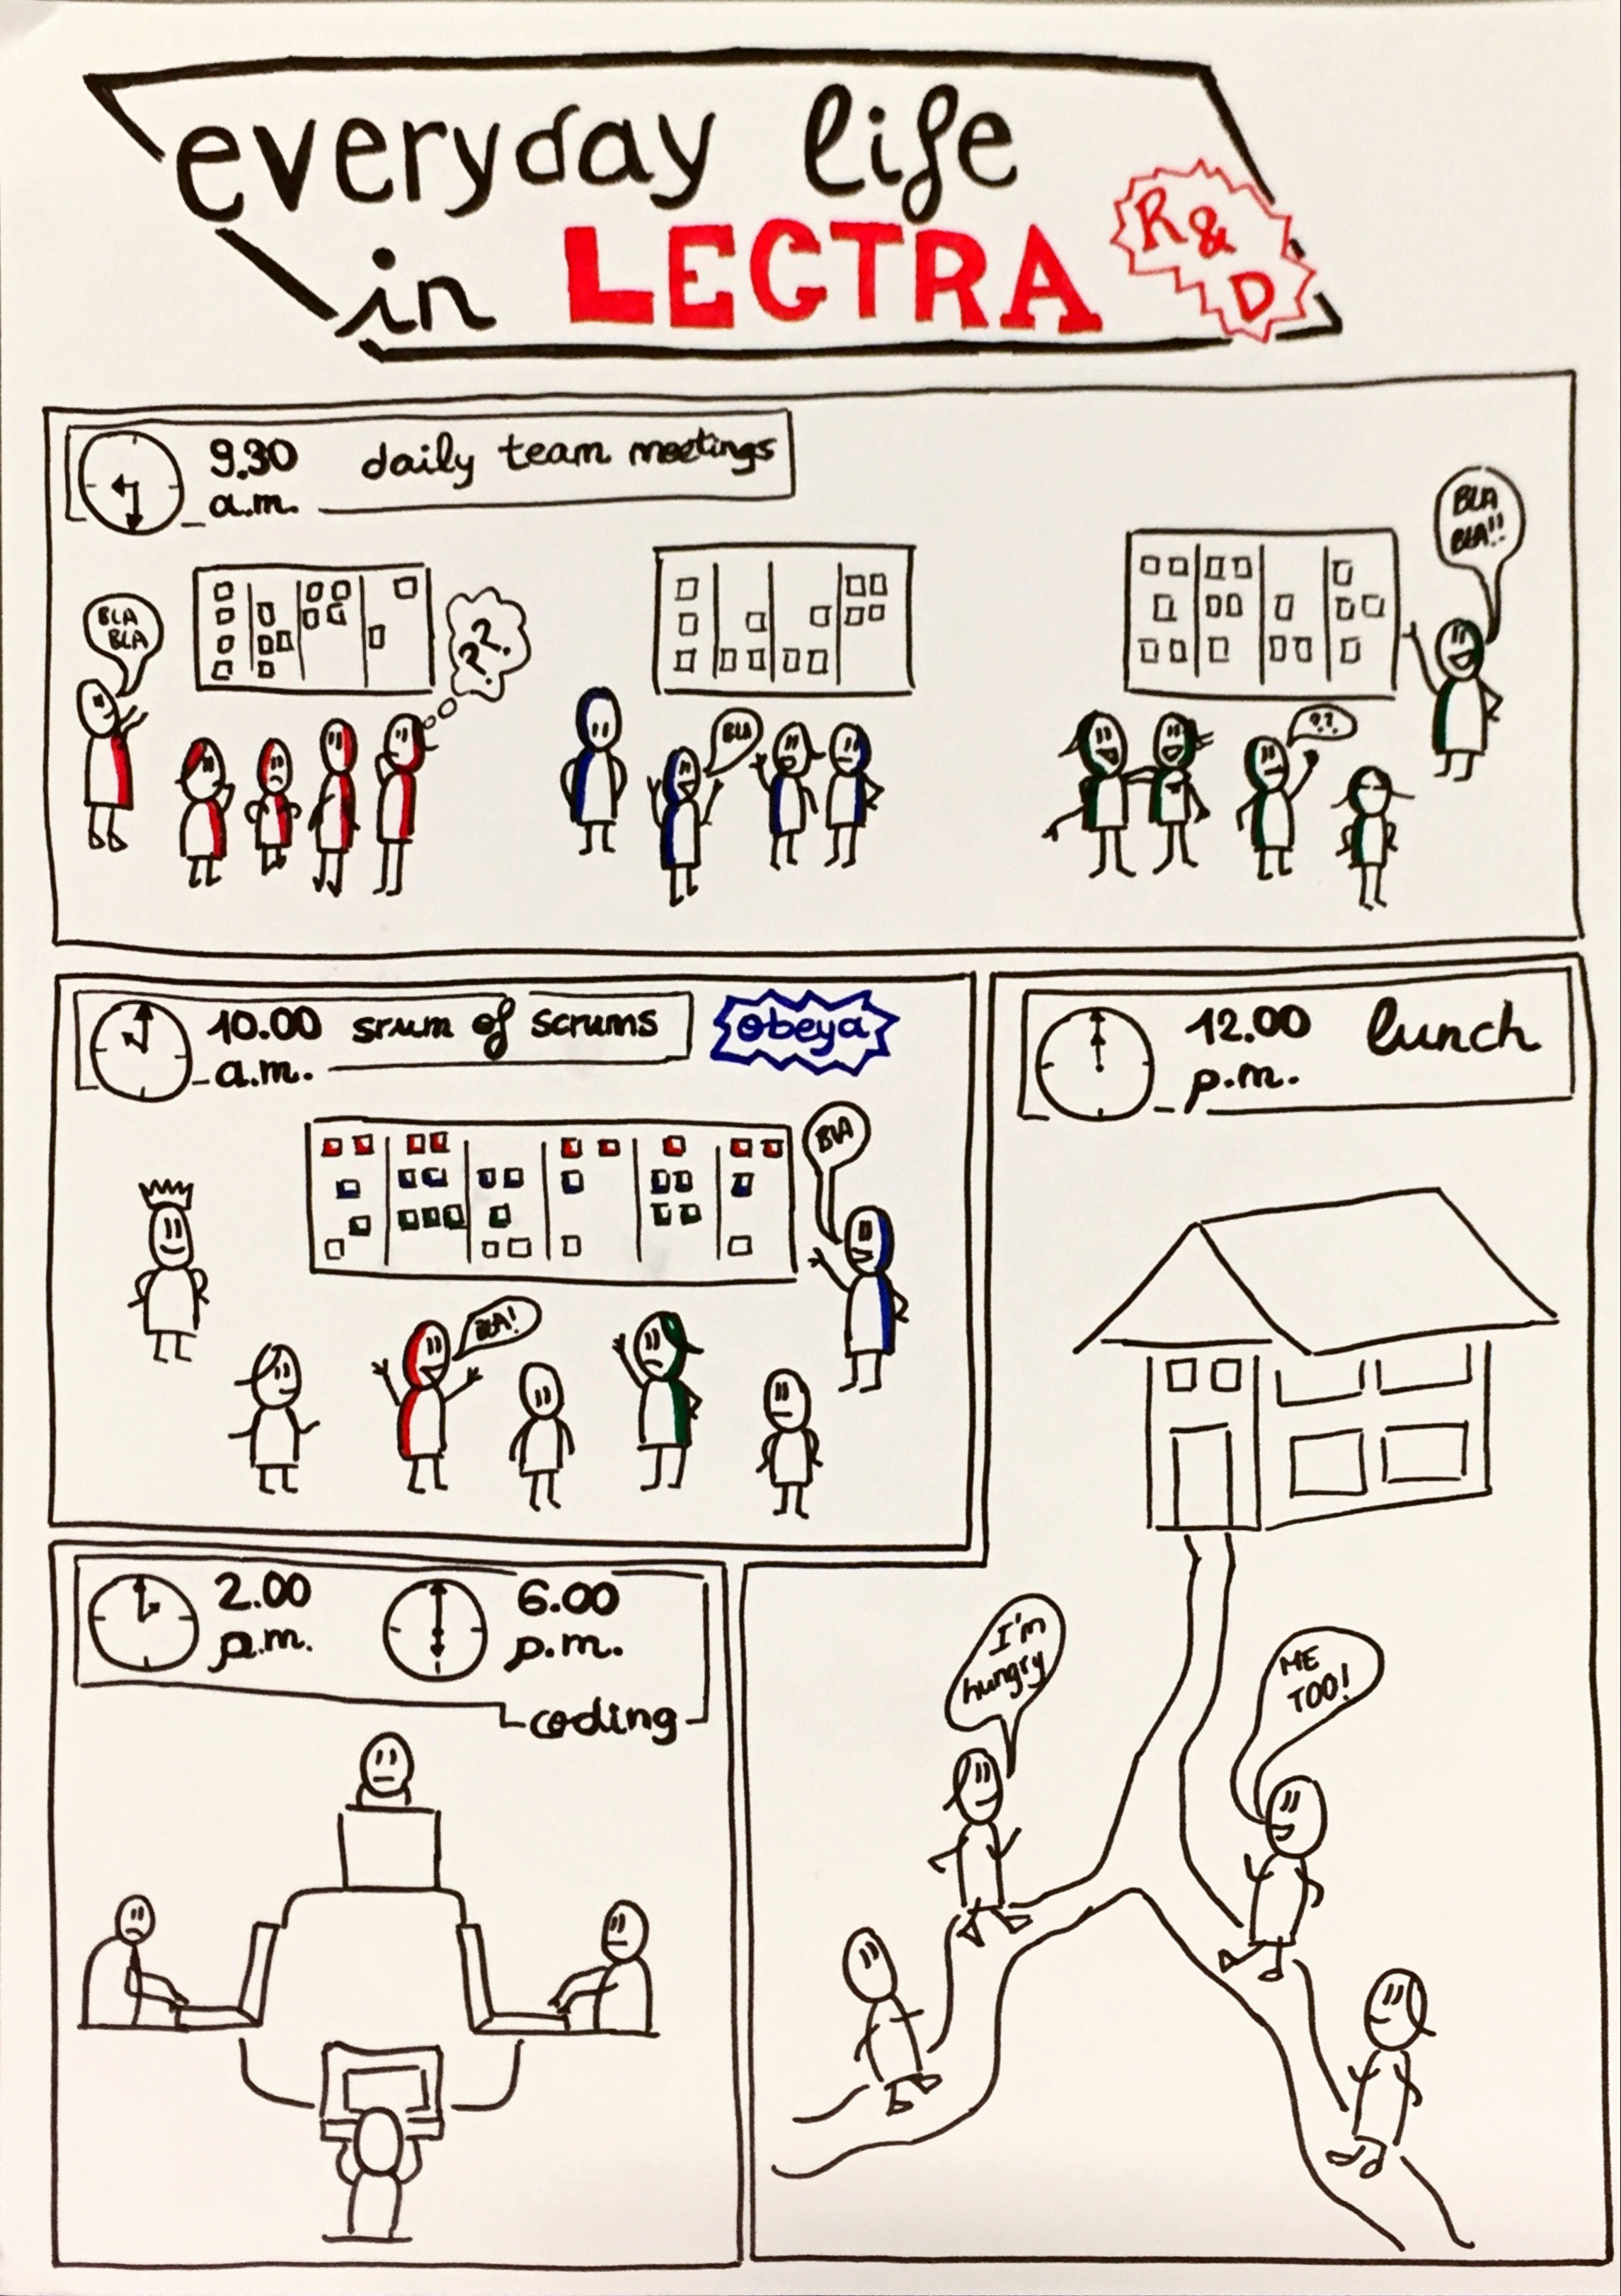 everyday life
in LECTRA
R&
D
9.30 daily team meetings
a.m.
BLA
BLA
??
BLA
??
BLA
BLA!!
10.00 srum of scrums
a.m.
obeya
BLA
BLA!
12.00 lunch
p.m.
I'm
hungry
ME
TOO!
2.00
p.m.
6.00
p.m.
coding